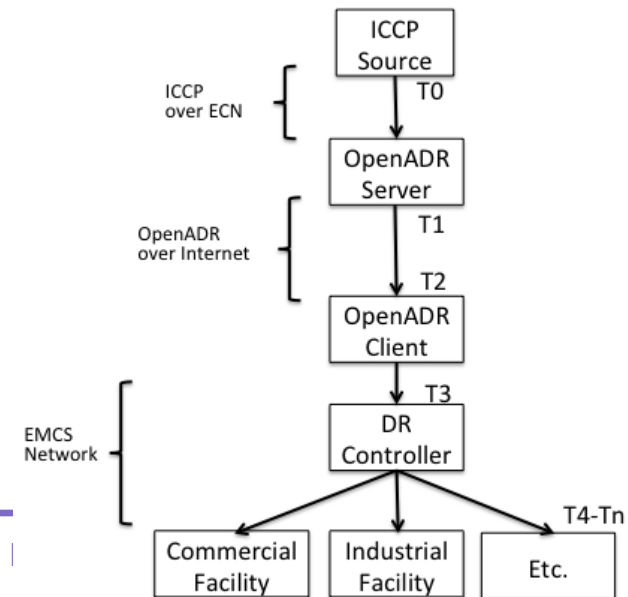 ICCP
Source
T0
ICCP
over ECN
OpenADR
Server
T1
OpenADR
over Internet
T2
OpenADR
Client
T3
DR
Controller
EMCS
Network
T4-Tn
Commercial
Facility
Industrial
Facility
Etc.